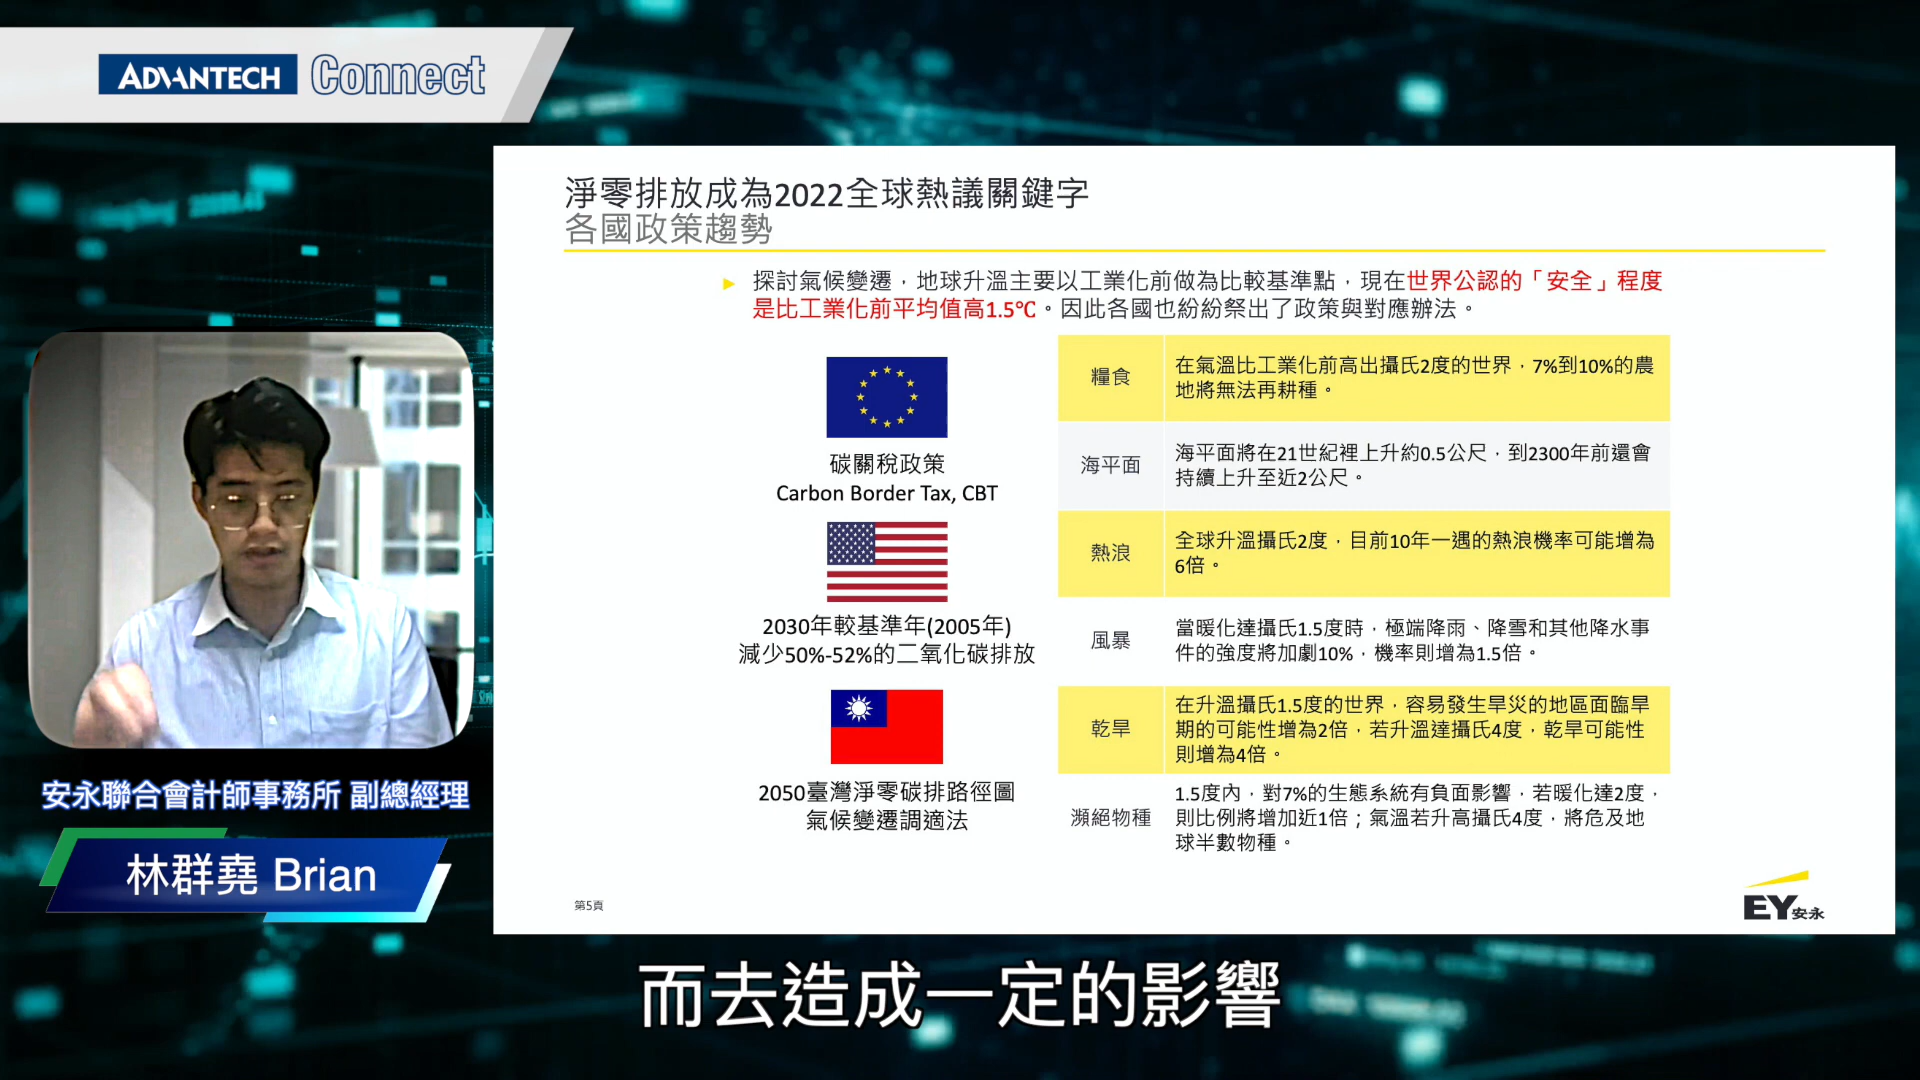 ADVANTECH Connect
淨零排放成為2022全球熱議關鍵字
各國政策趨勢
► 探討氣候變遷，地球升溫主要以工業化前做為比較基準點，現在世界公認的「安全」程度
是比工業化前平均值高1.5℃。因此各國也紛紛祭出了政策與對應辦法。
碳關稅政策
Carbon Border Tax, CBT
2030年較基準年(2005年)
減少50%-52%的二氧化碳排放
2050臺灣淨零碳排路徑圖
氣候變遷調適法
糧食
在氣溫比工業化前高出攝氏2度的世界，7%到10%的農
地將無法再耕種。
海平面
海平面將在21世紀裡上升約0.5公尺，到2300年前還會
持續上升至近2公尺。
熱浪
全球升溫攝氏2度，目前10年一遇的熱浪機率可能增為
6倍。
風暴
當暖化達攝氏1.5度時，極端降雨、降雪和其他降水事
件的強度將加劇10%，機率則增為1.5倍。
乾旱
在升溫攝氏1.5度的世界，容易發生旱災的地區面臨旱
期的可能性增為2倍，若升溫達攝氏4度，乾旱可能性
則增為4倍。
瀕絕物種
1.5度內，對7%的生態系統有負面影響，若暖化達2度，
則比例將增加近1倍；氣溫若升高攝氏4度，將危及地
球半數物種。
第5頁
EY安永
安永聯合會計師事務所 副總經理
林群堯 Brian
而去造成一定的影響